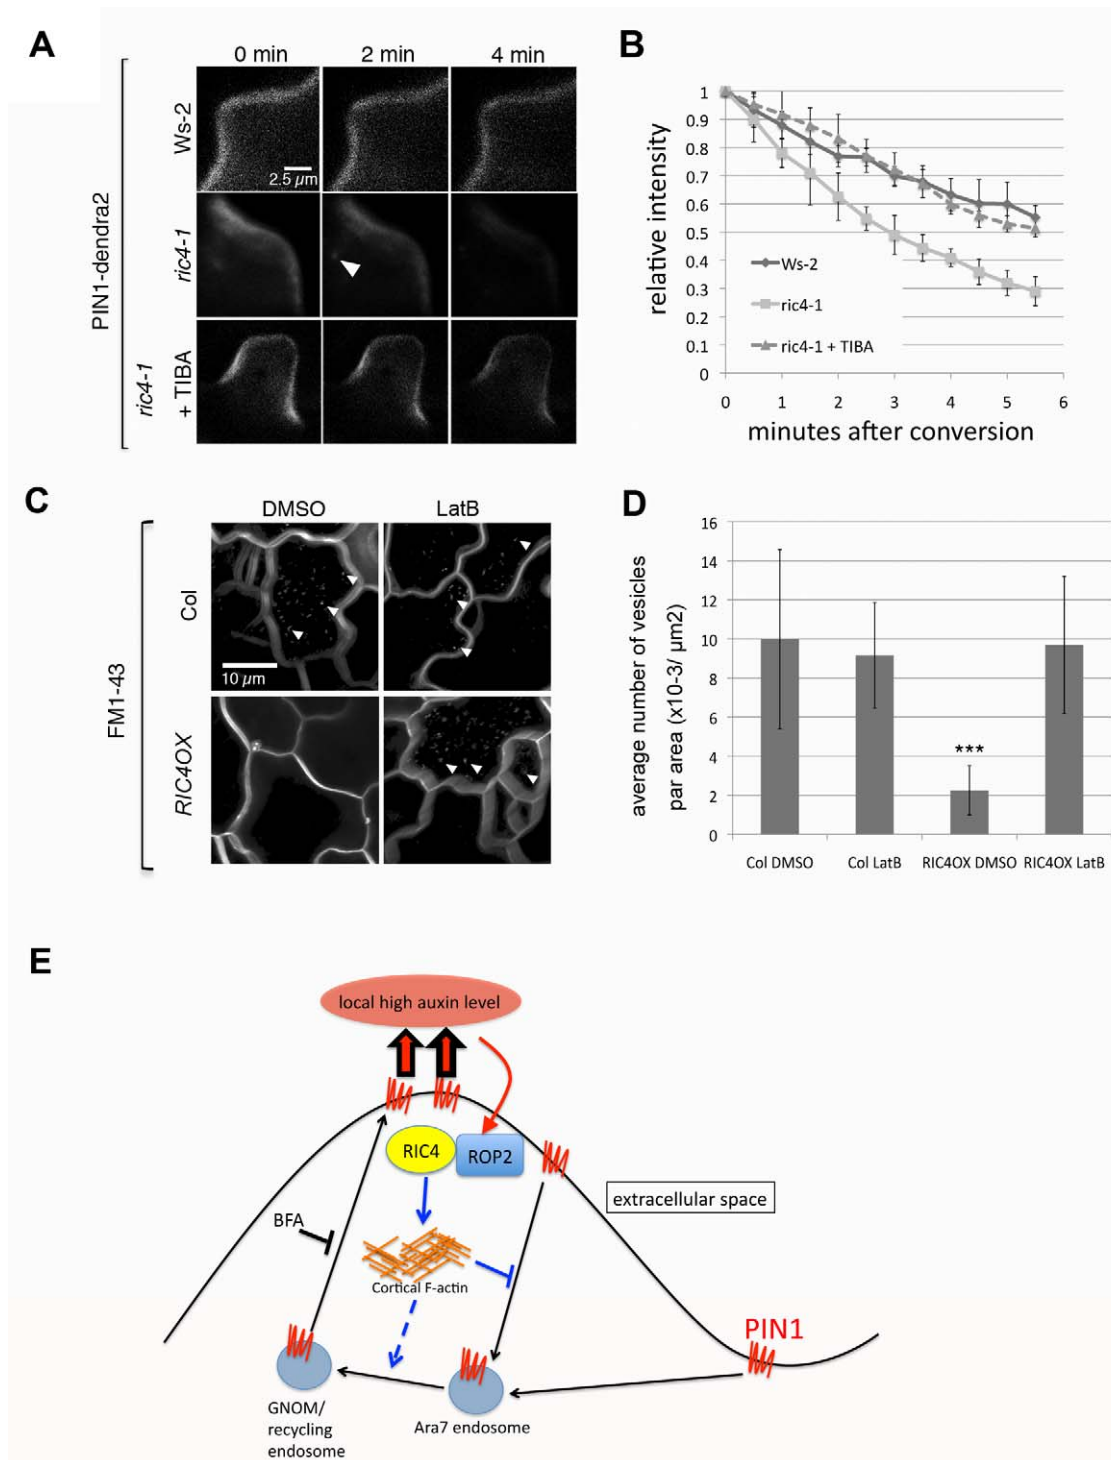 A
0 min
2 min
4 min
PIN1-dendra2
Ws-2
2.5 µm
ric4-1
ric4-1
+ TIBA
B
relative intensity
1
0.9
0.8
0.7
0.6
0.5
0.4
0.3
0.2
0.1
0
Ws-2
ric4-1
ric4-1 + TIBA
0 1 2 3 4 5 6
minutes after conversion
C
DMSO
LatB
FM1-43
Col
10 µm
RIC4OX
D
average number of vesicles
par area (x10-3/ µm2)
16
14
12
10
8
6
4
2
0
***
Col DMSO
Col LatB
RIC4OX DMSO
RIC4OX LatB
E
local high auxin level
RIC4
ROP2
extracellular space
BFA
Cortical F-actin
PIN1
GNOM/
recycling
endosome
Ara7 endosome